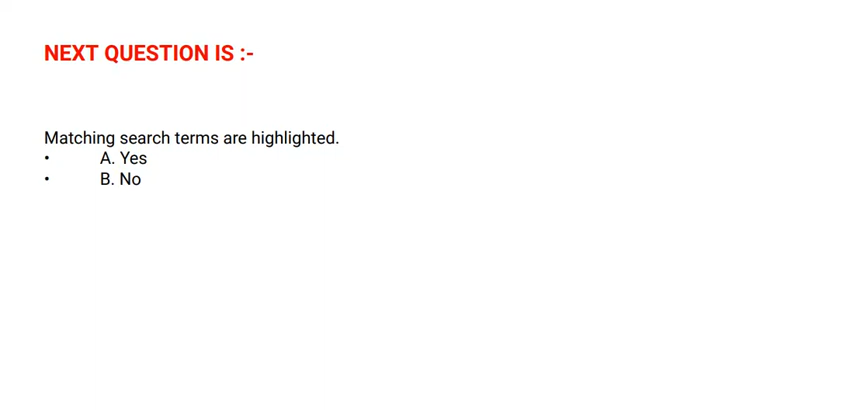 NEXT QUESTION IS :-
Matching search terms are highlighted.
• A. Yes
• B. No